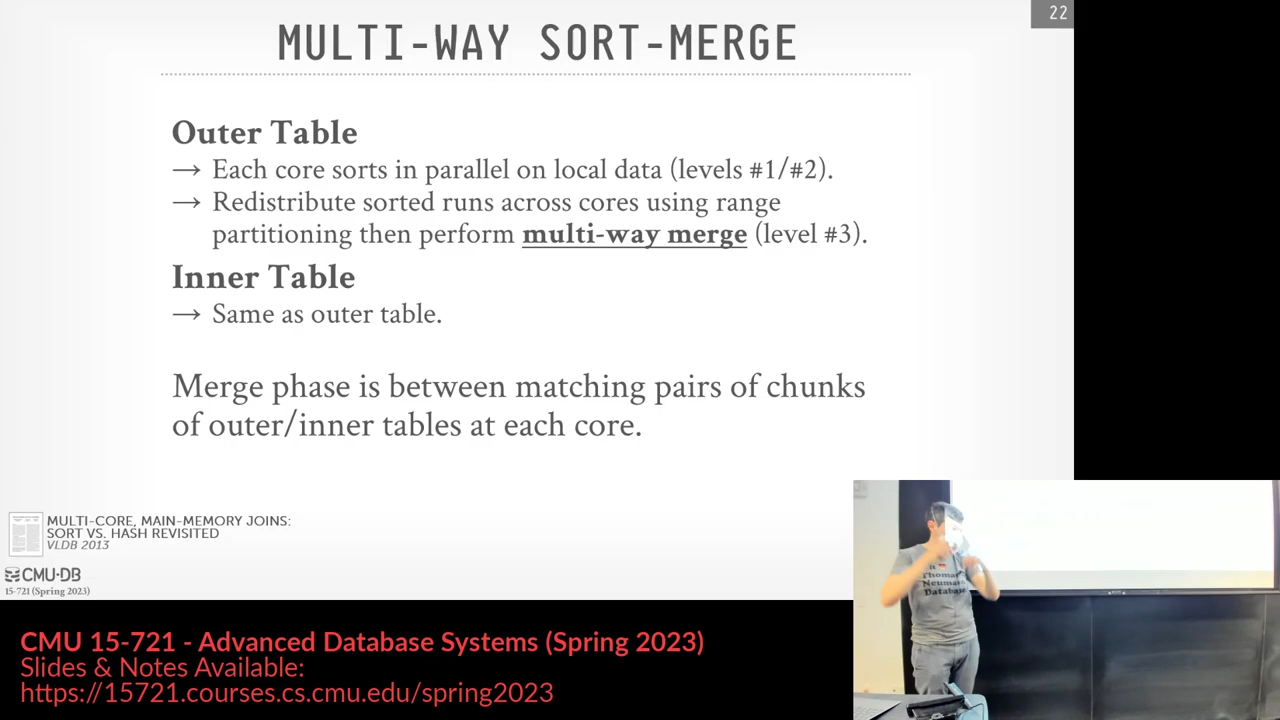 22
MULTI-WAY SORT-MERGE
Outer Table
→ Each core sorts in parallel on local data (levels #1/#2).
→ Redistribute sorted runs across cores using range
partitioning then perform multi-way merge (level #3).
Inner Table
→ Same as outer table.
Merge phase is between matching pairs of chunks
of outer/inner tables at each core.
MULTI-CORE, MAIN-MEMORY JOINS:
SORT VS. HASH REVISITED
VLDB 2013
CMU·DB
15-721 (Spring 2023)
Thomas
Neumann
Database
CMU 15-721 - Advanced Database Systems (Spring 2023)
Slides & Notes Available:
https://15721.courses.cs.cmu.edu/spring2023